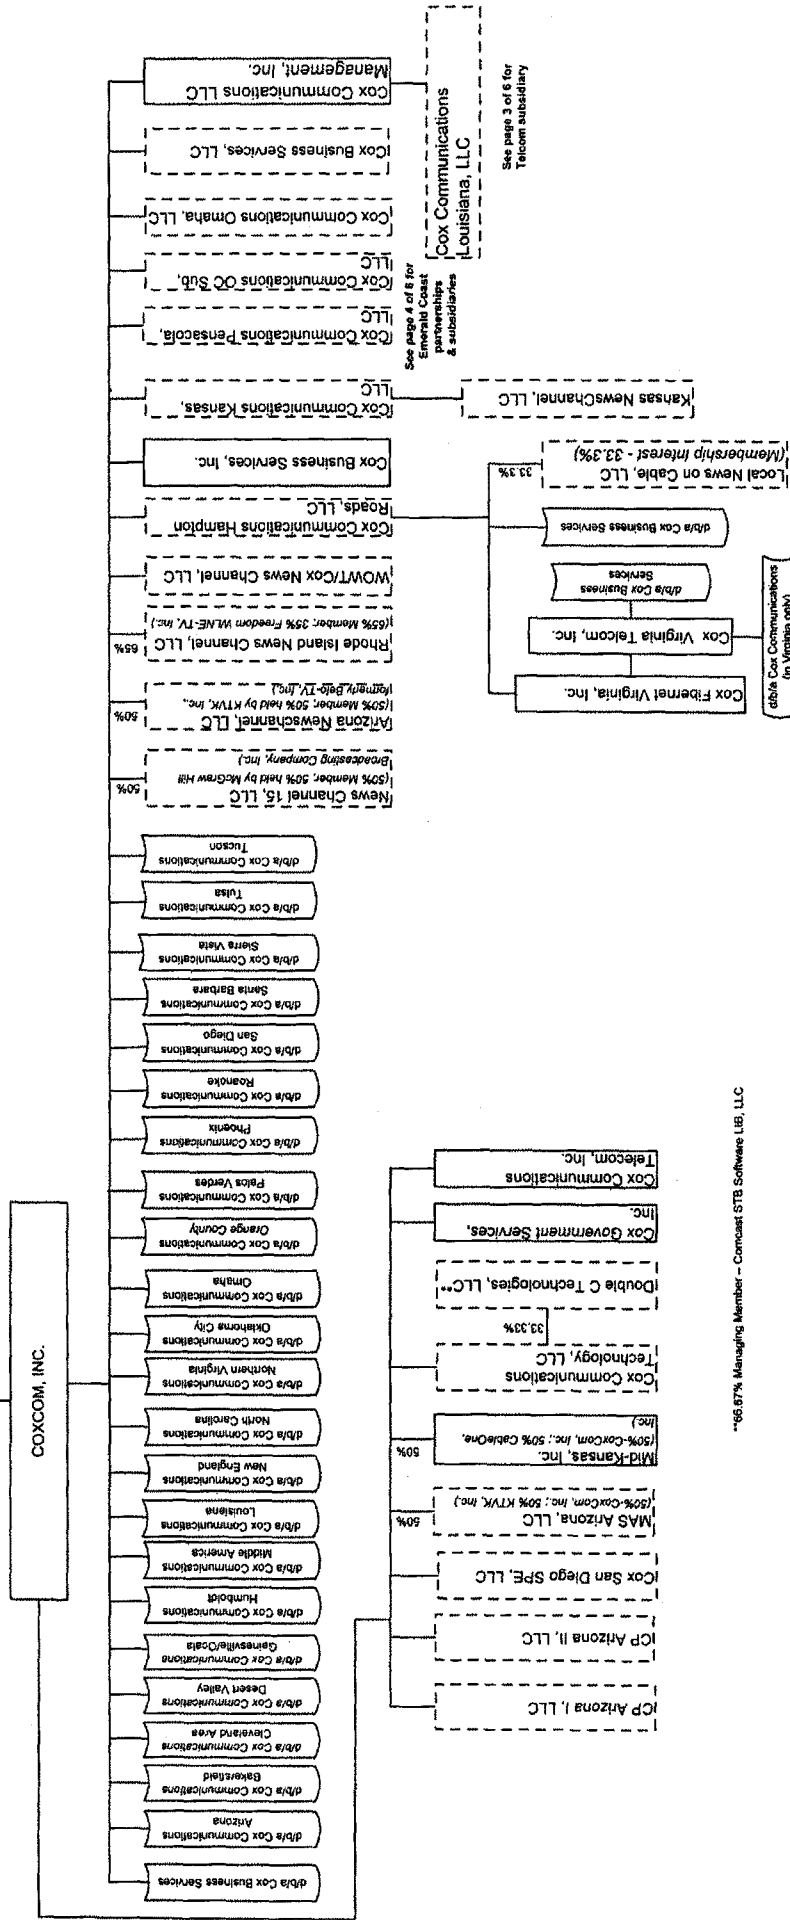 COXCOM, INC.
d/b/a Cox Business Services
d/b/a Cox Communications
Arizona
d/b/a Cox Communications
Bakersfield
d/b/a Cox Communications
Cleveland Area
d/b/a Cox Communications
Desert Valley
d/b/a Cox Communications
Gainesville/Ocala
d/b/a Cox Communications
Humboldt
d/b/a Cox Communications
Middle America
d/b/a Cox Communications
Louisiana
d/b/a Cox Communications
New England
d/b/a Cox Communications
North Carolina
d/b/a Cox Communications
Northern Virginia
d/b/a Cox Communications
Oklahoma City
d/b/a Cox Communications
Omaha
d/b/a Cox Communications
Orange County
d/b/a Cox Communications
Palos Verdes
d/b/a Cox Communications
Phoenix
d/b/a Cox Communications
Roanoke
d/b/a Cox Communications
San Diego
d/b/a Cox Communications
Santa Barbara
d/b/a Cox Communications
Sierra Vista
d/b/a Cox Communications
Tulsa
d/b/a Cox Communications
Tucson
50%
News Channel 15, LLC
(50% Member; 50% held by McGraw Hill
Broadcasting Company, Inc.)
50%
Arizona Newschannel, LLC
(50% Member; 50% held by KTVK, Inc.,
formerly Belo-TV, Inc.)
65%
Rhode Island News Channel, LLC
(65% Member; 35% Freedom WLNE-TV, Inc.)
WOWT/Cox News Channel, LLC
Cox Communications Hampton
Roads, LLC
Cox Business Services, Inc.
Cox Communications Kansas,
LLC
Cox Communications Pensacola,
LLC
Cox Communications OC Sub,
LLC
Cox Communications Omaha, LLC
Cox Business Services, LLC
Cox Communications LLC
Management, Inc.
Cox Communications
Louisiana, LLC
See page 3 of 6 for
Telcom subsidiary
See page 4 of 6 for
Emerald Coast
partnerships
& subsidiaries
Kansas NewsChannel, LLC
33.3%
Local News on Cable, LLC
(Membership Interest - 33.3%)
d/b/a Cox Business Services
d/b/a Cox Business
Services
Cox Virginia Telcom, Inc.
Cox Fibernet Virginia, Inc.
d/b/a Cox Communications
(in Virginia only)
CP Arizona I, LLC
CP Arizona II, LLC
Cox San Diego SPE, LLC
50%
MAS Arizona, LLC
(50%-CoxCom, Inc.; 50% KTVK, Inc.)
50%
Mid-Kansas, Inc.
(50%-CoxCom, Inc.; 50% CableOne,
Inc.)
Cox Communications
Technology, LLC
33.33%
Double C Technologies, LLC**
Cox Government Services,
Inc.
Cox Communications
Telecom, Inc.
**66.67% Managing Member – Comcast STB Software LIB, LLC